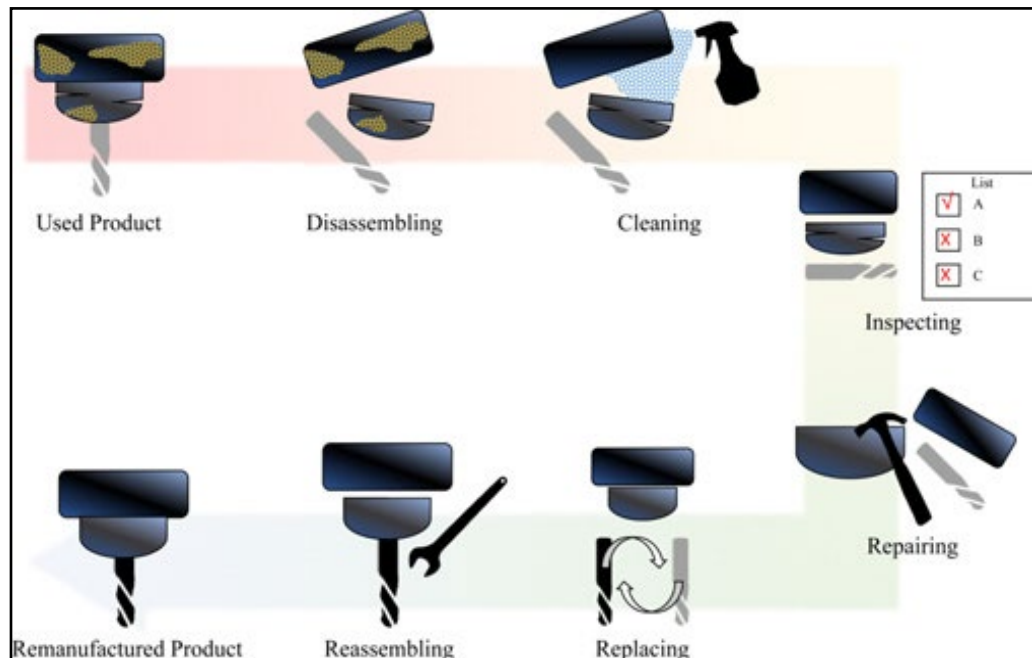 Used Product
Disassembling
Cleaning
List
A
B
C
Inspecting
Repairing
Replacing
Reassembling
Remanufactured Product